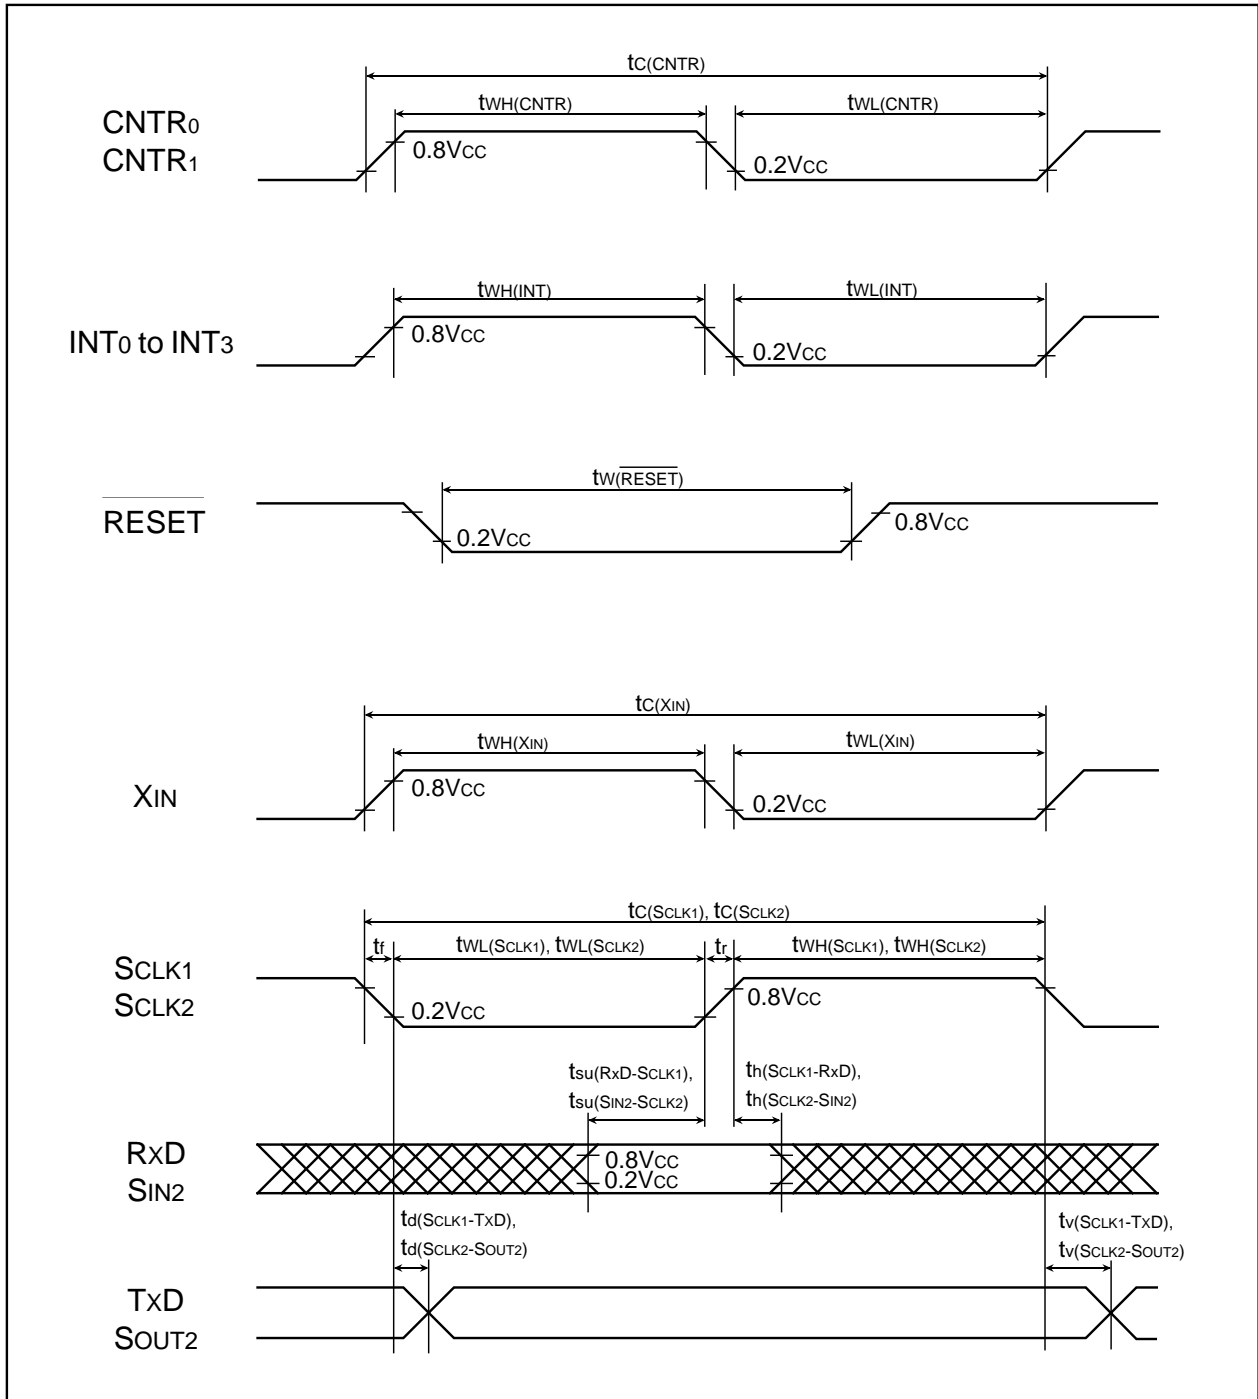 tC(CNTR)
tWH(CNTR) tWL(CNTR)
CNTR0
CNTR1
0.8VCC 0.2VCC
tWH(INT) tWL(INT)
INT0 to INT3
0.8VCC 0.2VCC
tW(RESET)
RESET
0.2VCC 0.8VCC
tC(XIN)
tWH(XIN) tWL(XIN)
XIN
0.8VCC 0.2VCC
tC(SCLK1), tC(SCLK2)
tf tWL(SCLK1), tWL(SCLK2) tr tWH(SCLK1), tWH(SCLK2)
SCLK1
SCLK2
0.2VCC 0.8VCC
tsu(RxD-SCLK1), th(SCLK1-RxD),
tsu(SIN2-SCLK2) th(SCLK2-SIN2)
RXD
SIN2
0.8VCC
0.2VCC
td(SCLK1-TxD), tv(SCLK1-TxD),
td(SCLK2-SOUT2) tv(SCLK2-SOUT2)
TXD
SOUT2